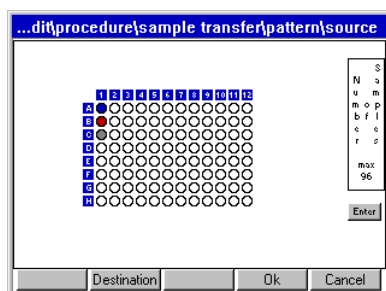 ...dit\procedure\sample transfer\pattern\source
1 2 3 4 5 6 7 8 9 10 11 12
A
B
C
D
E
F
G
H
Number of Samples
max
96
Enter
Destination
Ok
Cancel